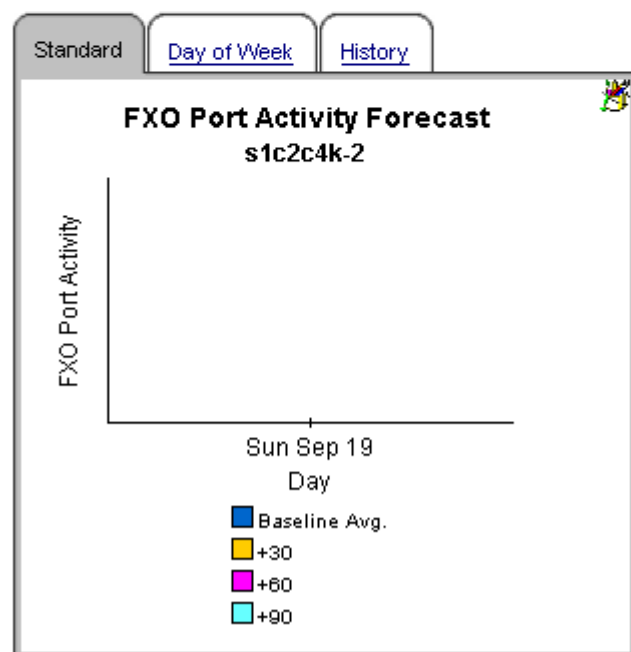 Standard
Day of Week
History
FXO Port Activity Forecast
s1c2c4k-2
FXO Port Activity
Sun Sep 19
Day
Baseline Avg.
+30
+60
+90